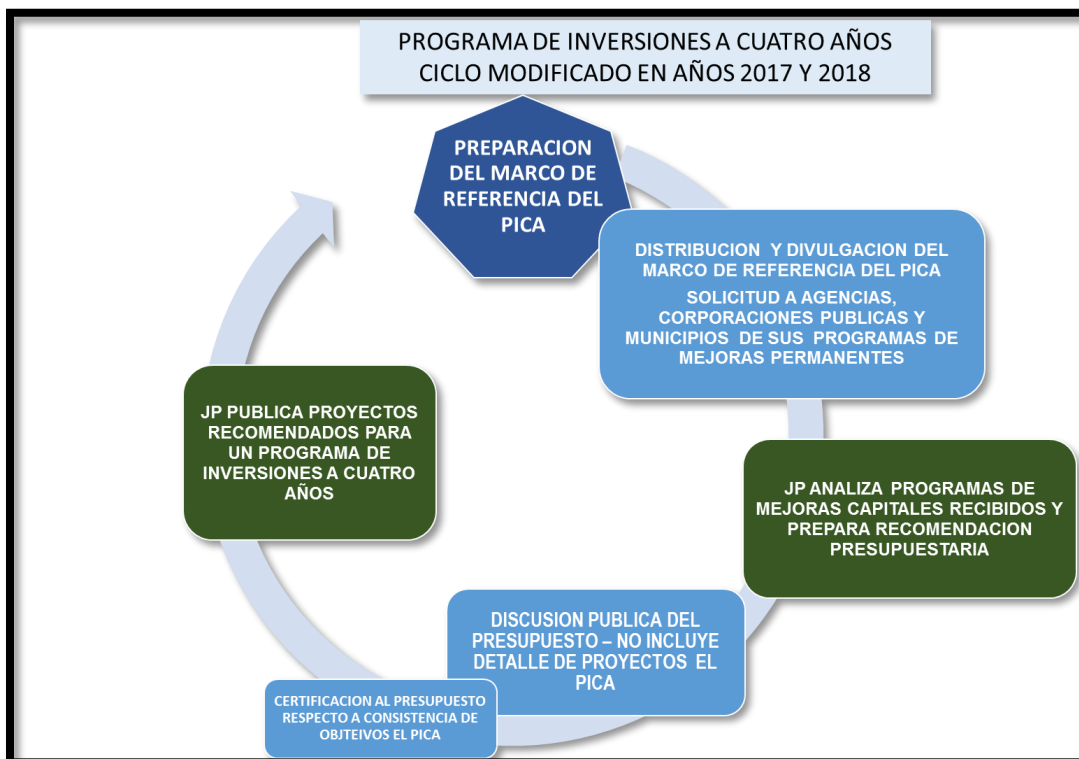 PROGRAMA DE INVERSIONES A CUATRO AÑOS
CICLO MODIFICADO EN AÑOS 2017 Y 2018
PREPARACION
DEL MARCO DE
REFERENCIA DEL
PICA
DISTRIBUCION Y DIVULGACION DEL
MARCO DE REFERENCIA DEL PICA
SOLICITUD A AGENCIAS,
CORPORACIONES PUBLICAS Y
MUNICIPIOS DE SUS PROGRAMAS DE
MEJORAS PERMANENTES
JP ANALIZA PROGRAMAS DE
MEJORAS CAPITALES RECIBIDOS Y
PREPARA RECOMENDACION
PRESUPUESTARIA
DISCUSION PUBLICA DEL
PRESUPUESTO – NO INCLUYE
DETALLE DE PROYECTOS EL
PICA
CERTIFICACION AL PRESUPUESTO
RESPECTO A CONSISTENCIA DE
OBJTEIVOS EL PICA
JP PUBLICA PROYECTOS
RECOMENDADOS PARA
UN PROGRAMA DE
INVERSIONES A CUATRO
AÑOS